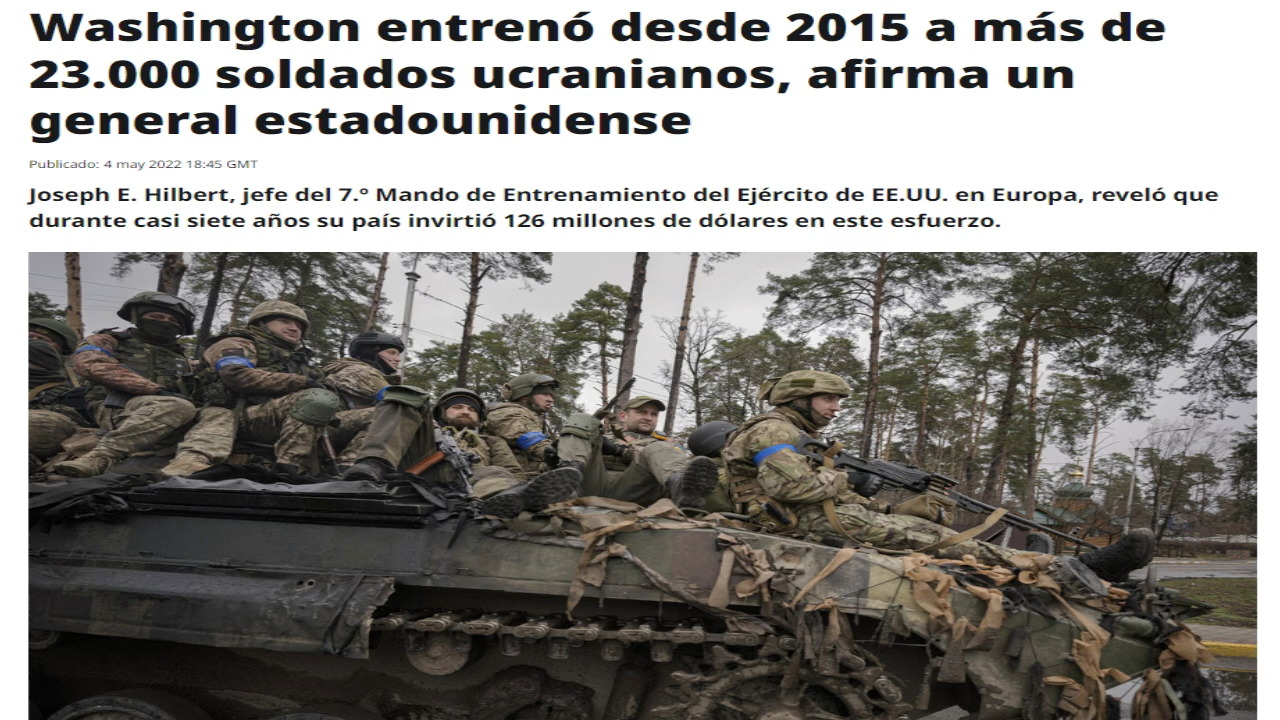 Washington entrenó desde 2015 a más de
23.000 soldados ucranianos, afirma un
general estadounidense
Publicado: 4 may 2022 18:45 GMT
Joseph E. Hilbert, jefe del 7.º Mando de Entrenamiento del Ejército de EE.UU. en Europa, reveló que
durante casi siete años su país invirtió 126 millones de dólares en este esfuerzo.